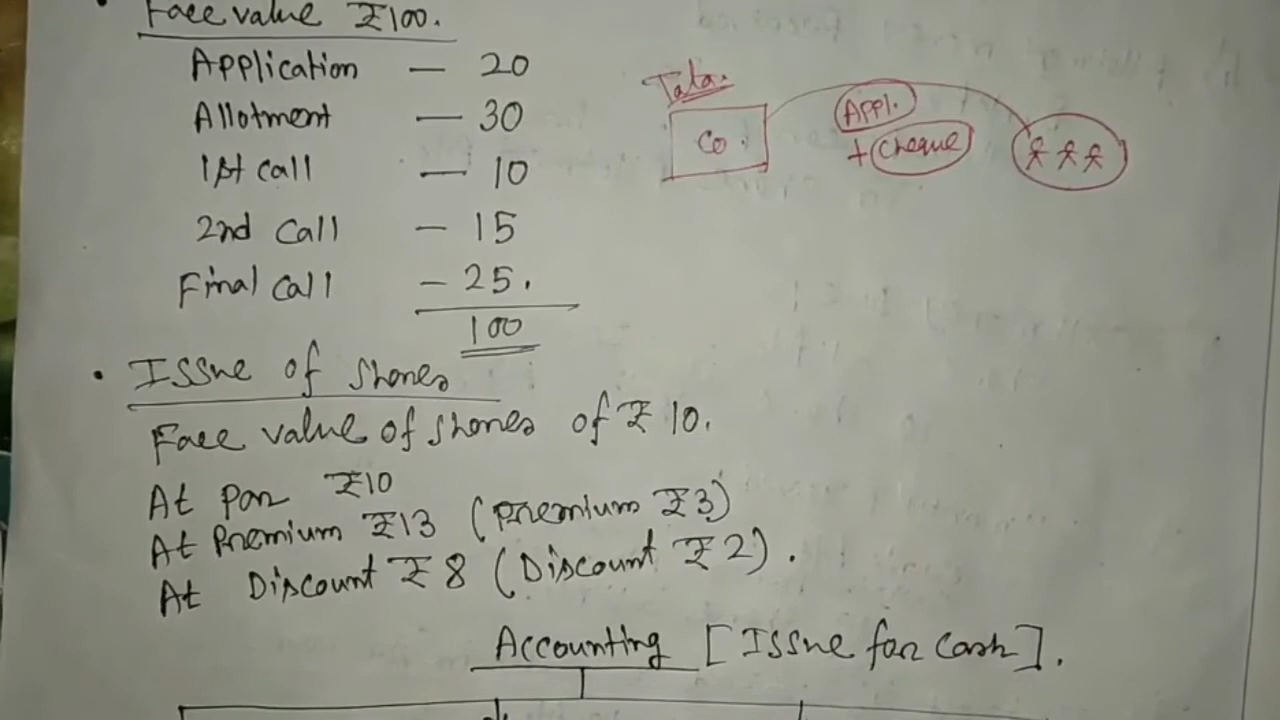 Face value ₹100.
Application — 20
Allotment — 30
1st call — 10
2nd call — 15
Final call — 25.
100
Tata.
Co.
Appl.
+ Cheque
• Issue of shares
Face value of shares of ₹10.
At par ₹10
At Premium ₹13 (Premium ₹3)
At Discount ₹8 (Discount ₹2).
Accounting [Issue for cash].